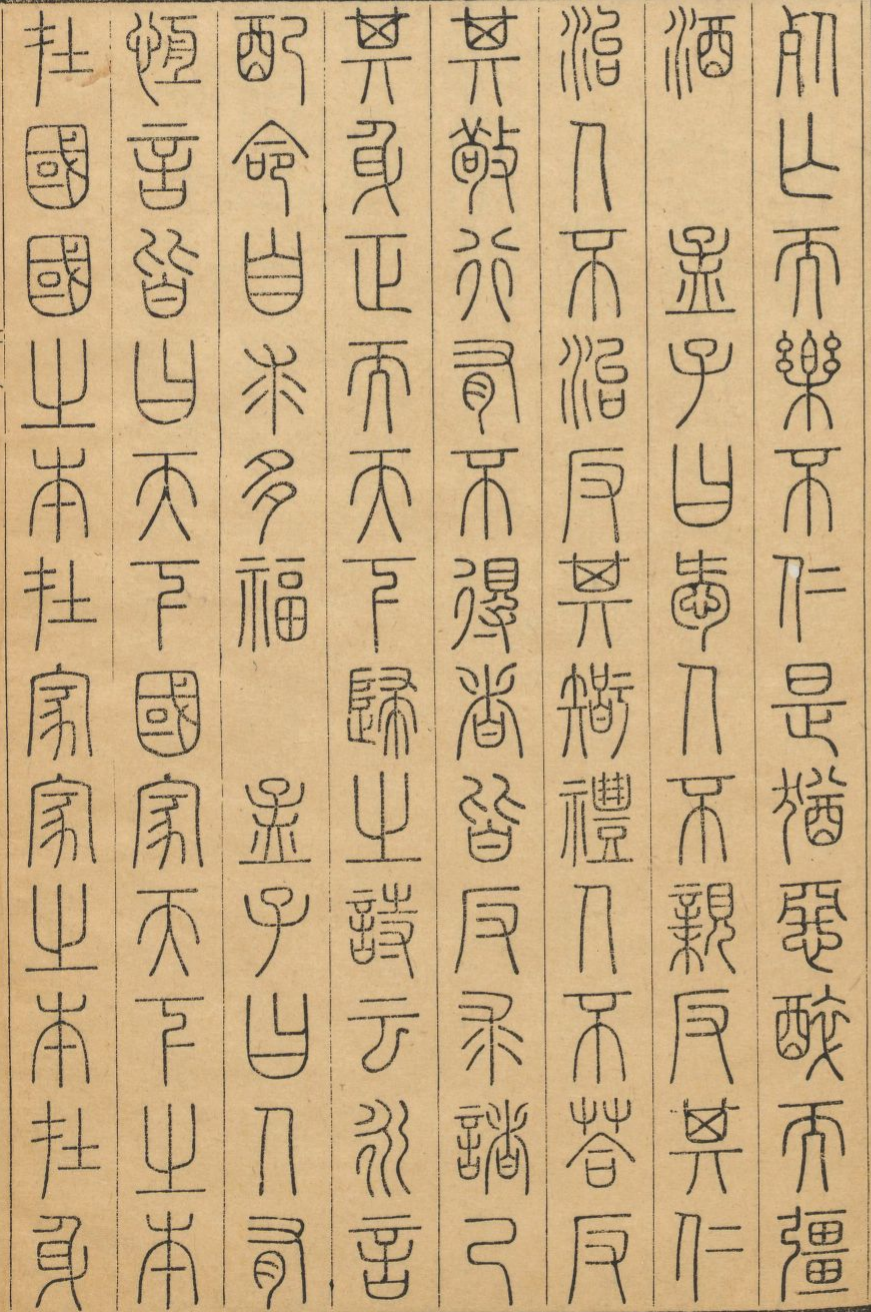 死亡而樂不仁是猶惡醉而彊
酒　孟子曰愛人不親反其仁
治人不治反其智禮人不答反
其敬行有不得者皆反求諸己
其身正而天下歸之詩云永言
配命自求多福　孟子曰人有
恆言皆曰天下國家天下之本
在國國之本在家家之本在身